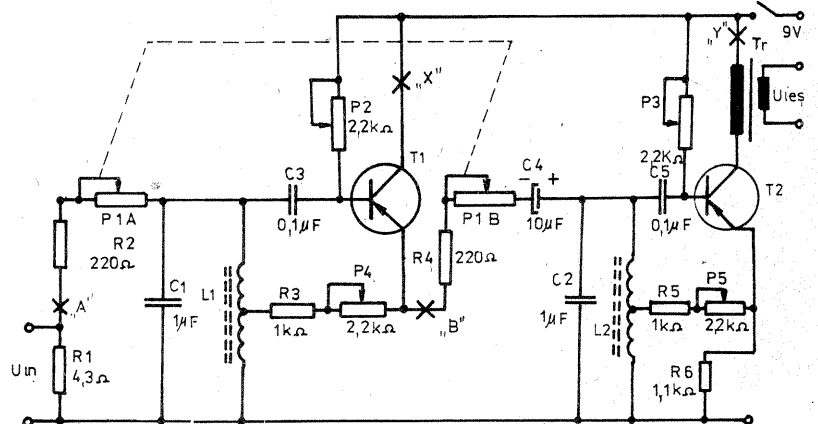 „Y"
9V
Tr
Uies
„X"
P2
2,2kΩ
P3
2,2KΩ
T1
T2
C3
0,1µF
C4
− +
10µF
C5
0,1µF
P1A
P1B
R2
220Ω
R4
220Ω
„A"
C1
1µF
L1
R3
1kΩ
P4
2,2kΩ
„B"
C2
1µF
L2
R5
1kΩ
P5
2,2kΩ
Uin
R1
4,3Ω
R6
1,1kΩ